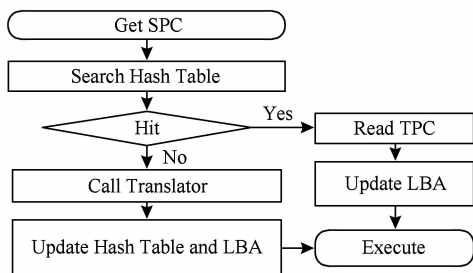 Get SPC
Search Hash Table
Hit
Yes
Read TPC
No
Call Translator
Update LBA
Update Hash Table and LBA
Execute